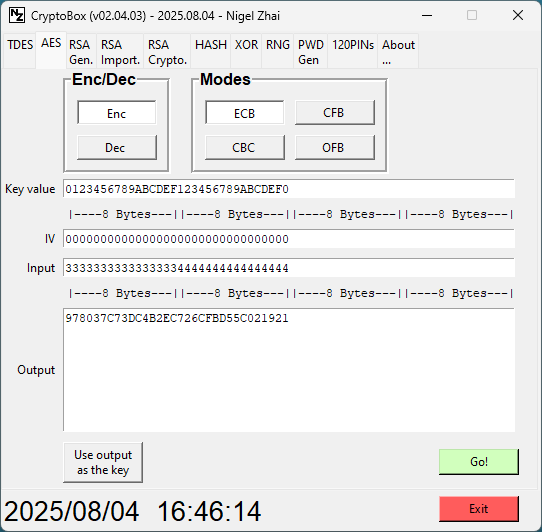 NZ CryptoBox (v02.04.03) - 2025.08.04 - Nigel Zhai
TDES AES RSA Gen. RSA Import. RSA Crypto. HASH XOR RNG PWD Gen 120PINs About ...
Enc/Dec
Enc
Dec
Modes
ECB CFB
CBC OFB
Key value 0123456789ABCDEF123456789ABCDEF0
|----8 Bytes---||----8 Bytes---||----8 Bytes---||----8 Bytes---|
IV 00000000000000000000000000000000
Input 33333333333333334444444444444444
|----8 Bytes---||----8 Bytes---||----8 Bytes---||----8 Bytes---|
Output 978037C73DC4B2EC726CFBD55C021921
Use output
as the key
Go!
2025/08/04 16:46:14
Exit